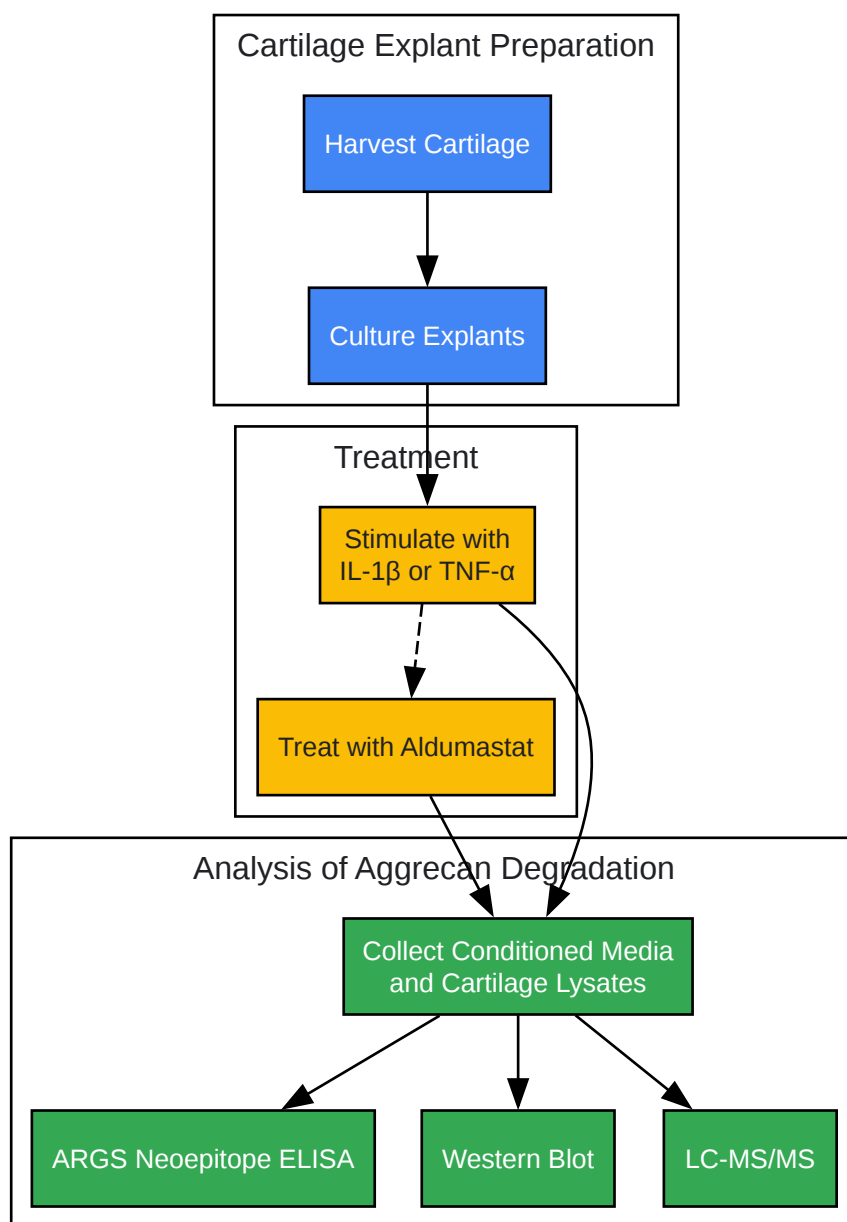 Cartilage Explant Preparation
Harvest Cartilage
Culture Explants
Treatment
Stimulate with
IL-1β or TNF-α
Treat with Aldumastat
Analysis of Aggrecan Degradation
Collect Conditioned Media
and Cartilage Lysates
ARGS Neoepitope ELISA
Western Blot
LC-MS/MS